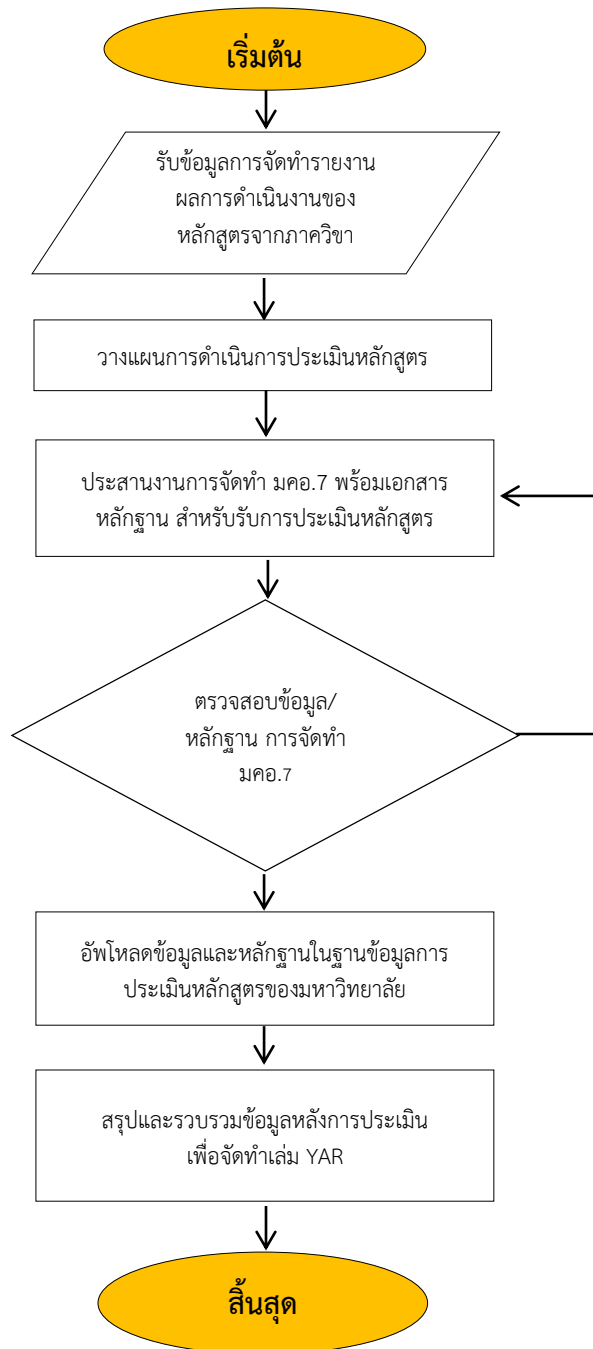 เริ่มต้น
รับข้อมูลการจัดทำรายงาน
ผลการดำเนินงานของ
หลักสูตรจากภาควิขา
วางแผนการดำเนินการประเมินหลักสูตร
ประสานงานการจัดทำ มคอ.7 พร้อมเอกสาร
หลักฐาน สำหรับรับการประเมินหลักสูตร
ตรวจสอบข้อมูล/
หลักฐาน การจัดทำ
มคอ.7
อัพโหลดข้อมูลและหลักฐานในฐานข้อมูลการ
ประเมินหลักสูตรของมหาวิทยาลัย
สรุปและรวบรวมข้อมูลหลังการประเมิน
เพื่อจัดทำเล่ม YAR
สิ้นสุด